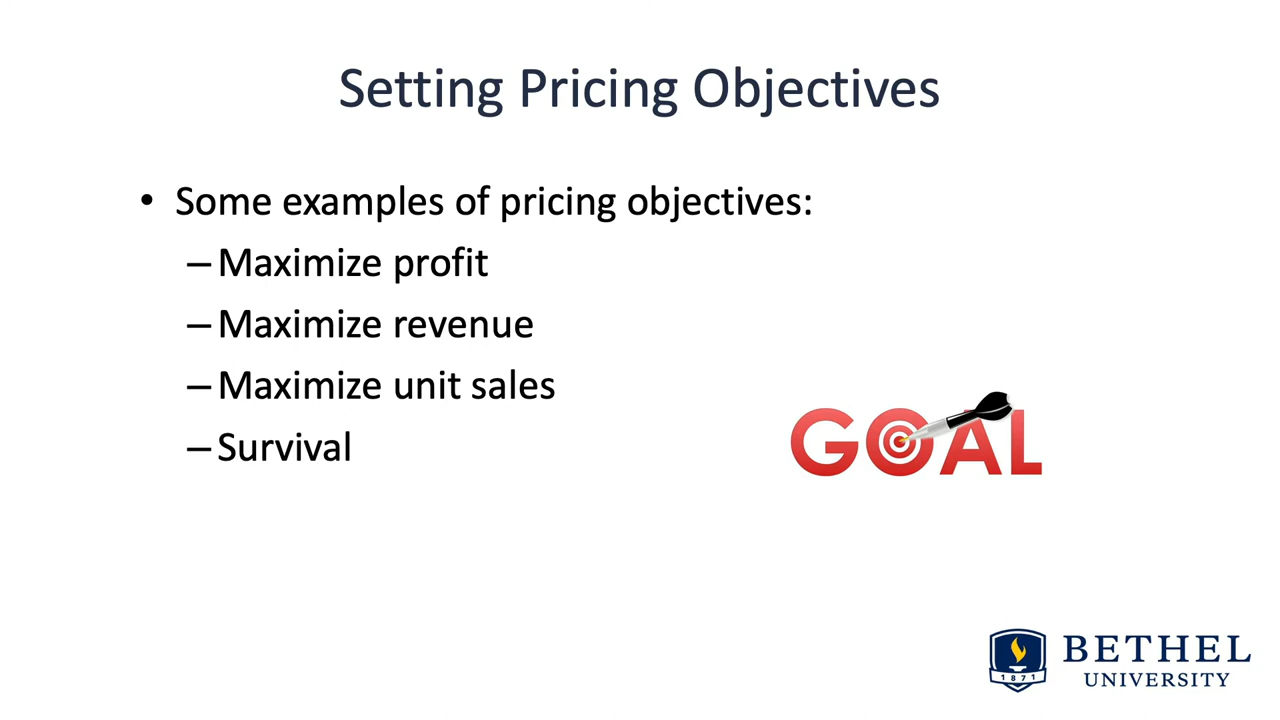 Setting Pricing Objectives
• Some examples of pricing objectives:
– Maximize profit
– Maximize revenue
– Maximize unit sales
– Survival
GOAL
1871
BETHEL
UNIVERSITY